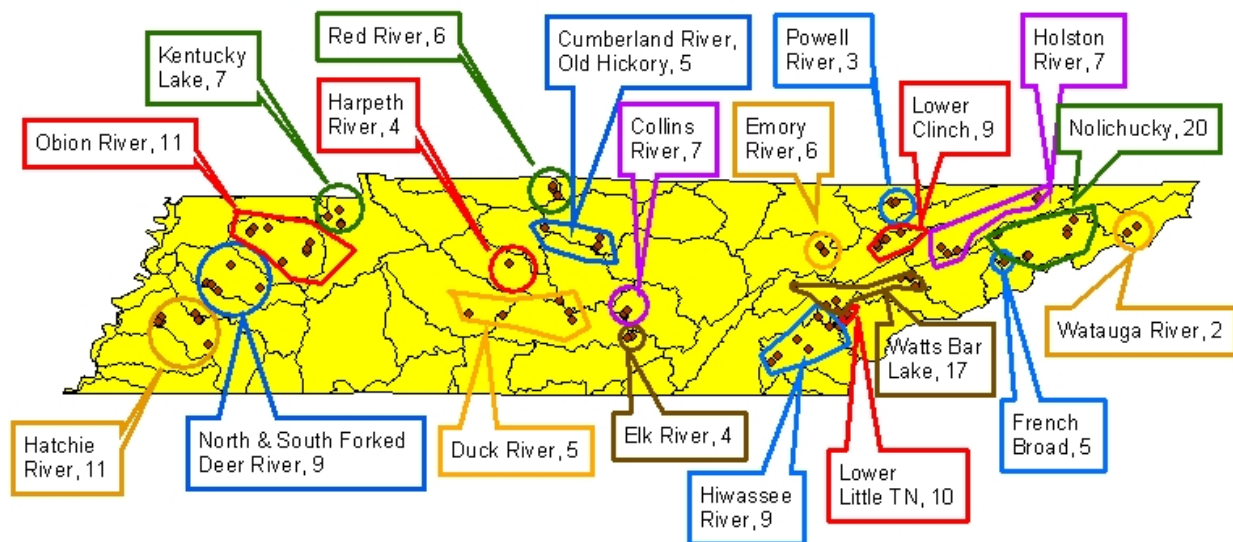 Red River, 6
Cumberland River,
Old Hickory, 5
Powell
River, 3
Holston
River, 7
Kentucky
Lake, 7
Harpeth
River, 4
Collins
River, 7
Emory
River, 6
Lower
Clinch, 9
Nolichucky, 20
Obion River, 11
Watauga River, 2
Watts Bar
Lake, 17
Hatchie
River, 11
North & South Forked
Deer River, 9
Duck River, 5
Elk River, 4
French
Broad, 5
Hiwassee
River, 9
Lower
Little TN, 10